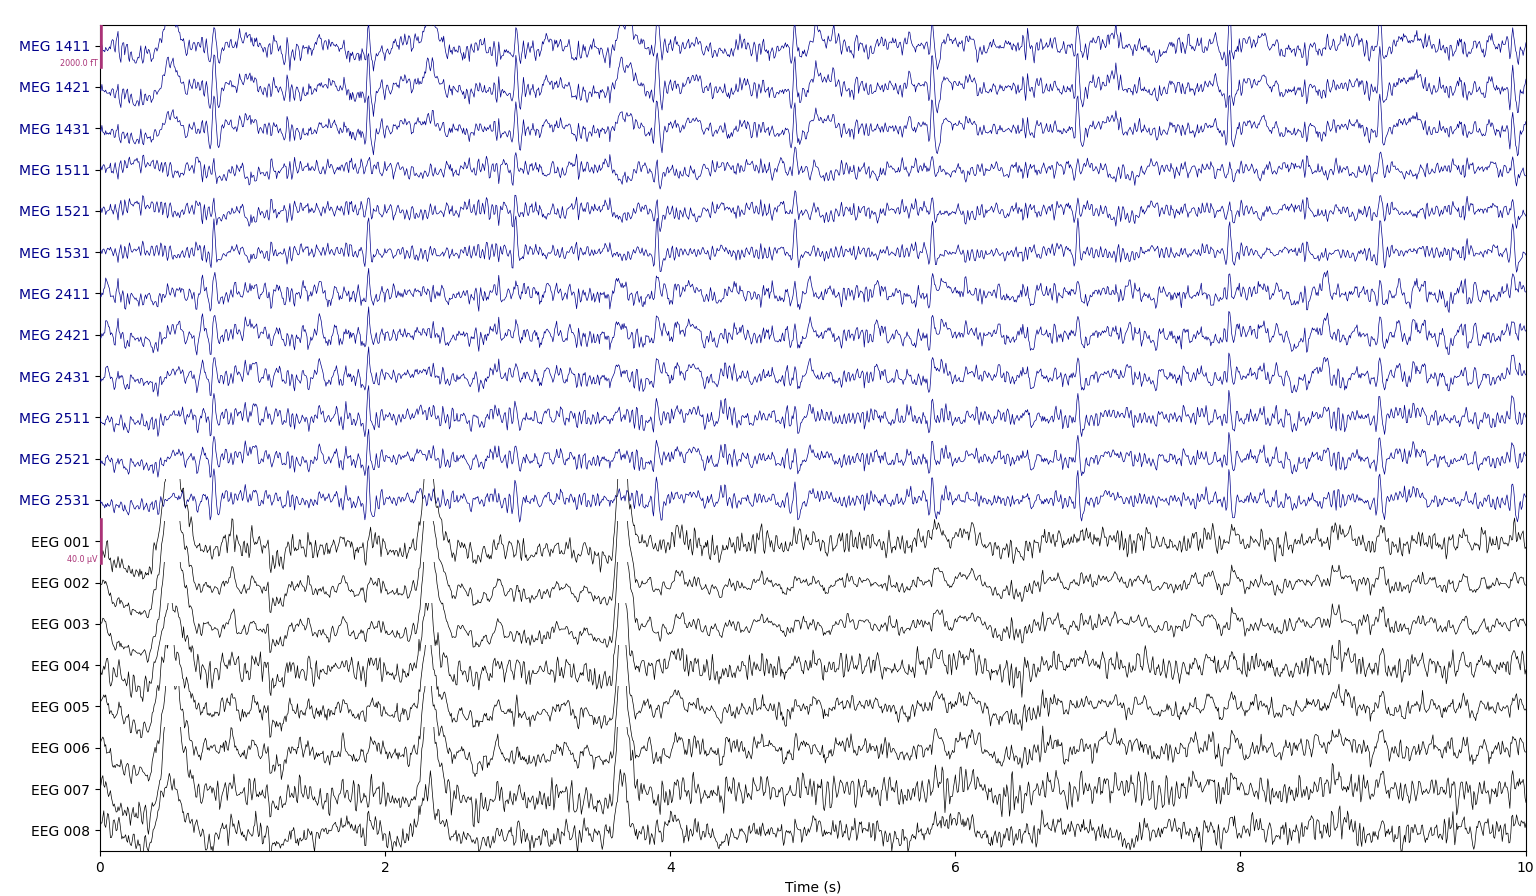 MEG 1411
2000.0 fT
MEG 1421
MEG 1431
MEG 1511
MEG 1521
MEG 1531
MEG 2411
MEG 2421
MEG 2431
MEG 2511
MEG 2521
MEG 2531
EEG 001
40.0 µV
EEG 002
EEG 003
EEG 004
EEG 005
EEG 006
EEG 007
EEG 008
0 2 4 6 8 10
Time (s)